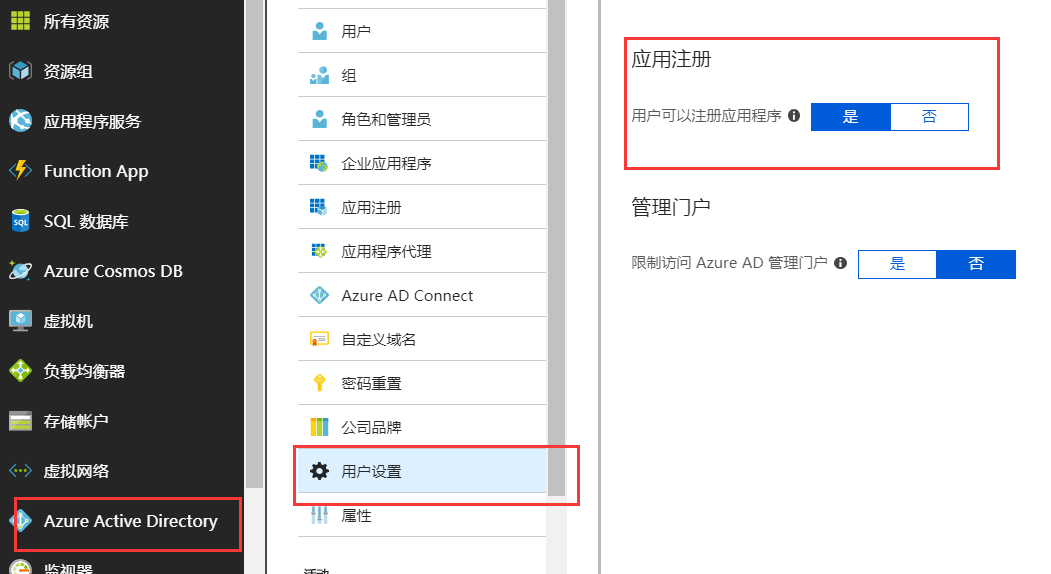 所有资源
资源组
应用程序服务
Function App
SQL 数据库
Azure Cosmos DB
虚拟机
负载均衡器
存储帐户
虚拟网络
Azure Active Directory
监视器
用户
组
角色和管理员
企业应用程序
应用注册
应用程序代理
Azure AD Connect
自定义域名
密码重置
公司品牌
用户设置
属性
活动
应用注册
用户可以注册应用程序 是 否
管理门户
限制访问 Azure AD 管理门户 是 否